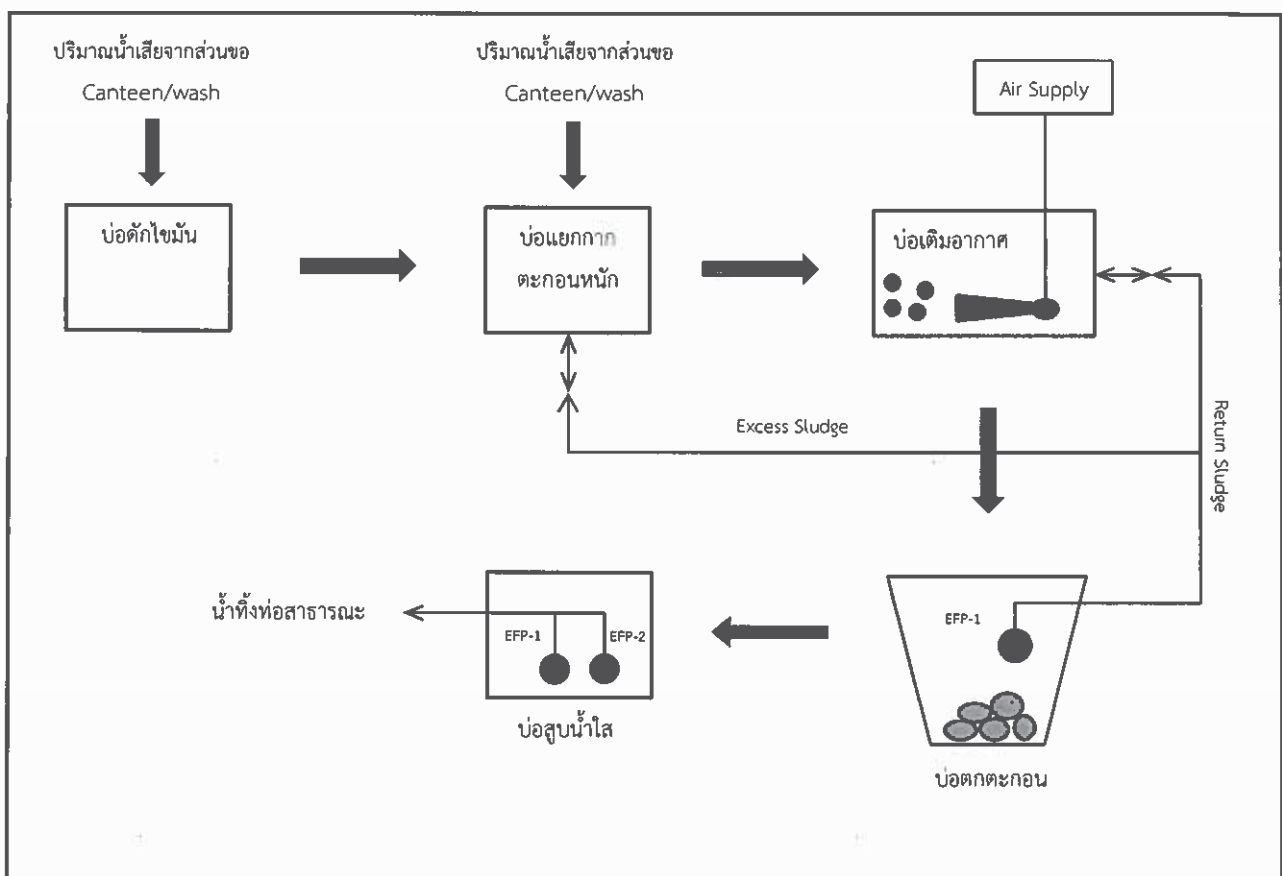 ปริมาณน้ำเสียจากส่วนขอ
Canteen/wash
ปริมาณน้ำเสียจากส่วนขอ
Canteen/wash
Air Supply
บ่อดักไขมัน
บ่อแยกกาก
ตะกอนหนัก
บ่อเติมอากาศ
Excess Sludge
Return Sludge
น้ำทิ้งท่อสาธารณะ
EFP-1
EFP-2
บ่อสูบน้ำใส
EFP-1
บ่อตกตะกอน